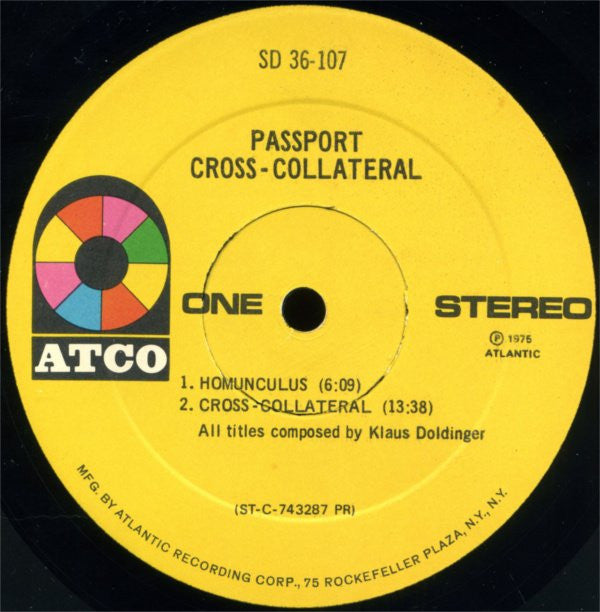 SD 36-107
PASSPORT
CROSS-COLLATERAL
ATCO
ONE
STEREO
Ⓟ 1975
ATLANTIC
1. HOMUNCULUS (6:09)
2. CROSS-COLLATERAL (13:38)
All titles composed by Klaus Doldinger
(ST-C-743287 PR)
MFG. BY ATLANTIC RECORDING CORP., 75 ROCKEFELLER PLAZA, N.Y., N.Y.